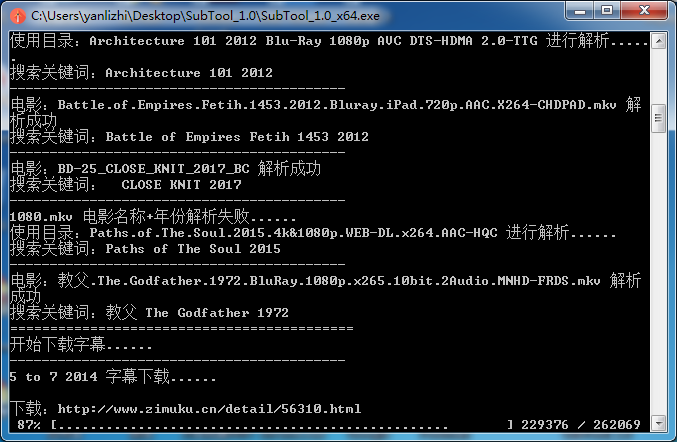 C:\Users\yanlizhi\Desktop\SubTool_1.0\SubTool_1.0_x64.exe
使用目录：Architecture 101 2012 Blu-Ray 1080p AVC DTS-HDMA 2.0-TTG 进行解析.....
.
搜索关键词：Architecture 101 2012
------------------------------------------
电影：Battle.of.Empires.Fetih.1453.2012.Bluray.iPad.720p.AAC.X264-CHDPAD.mkv 解
析成功
搜索关键词：Battle of Empires Fetih 1453 2012
------------------------------------------
电影：BD-25_CLOSE_KNIT_2017_BC 解析成功
搜索关键词：  CLOSE KNIT 2017
------------------------------------------
1080.mkv 电影名称+年份解析失败......
使用目录：Paths.of.The.Soul.2015.4k&1080p.WEB-DL.x264.AAC-HQC 进行解析......
搜索关键词：Paths of The Soul 2015
------------------------------------------
电影：教父.The.Godfather.1972.BluRay.1080p.x265.10bit.2Audio.MNHD-FRDS.mkv 解析
成功
搜索关键词：教父 The Godfather 1972
===========================================
开始下载字幕......
------------------------------------------
5 to 7 2014 字幕下载......
下载：http://www.zimuku.cn/detail/56310.html
87% [................................................. ] 229376 / 262069